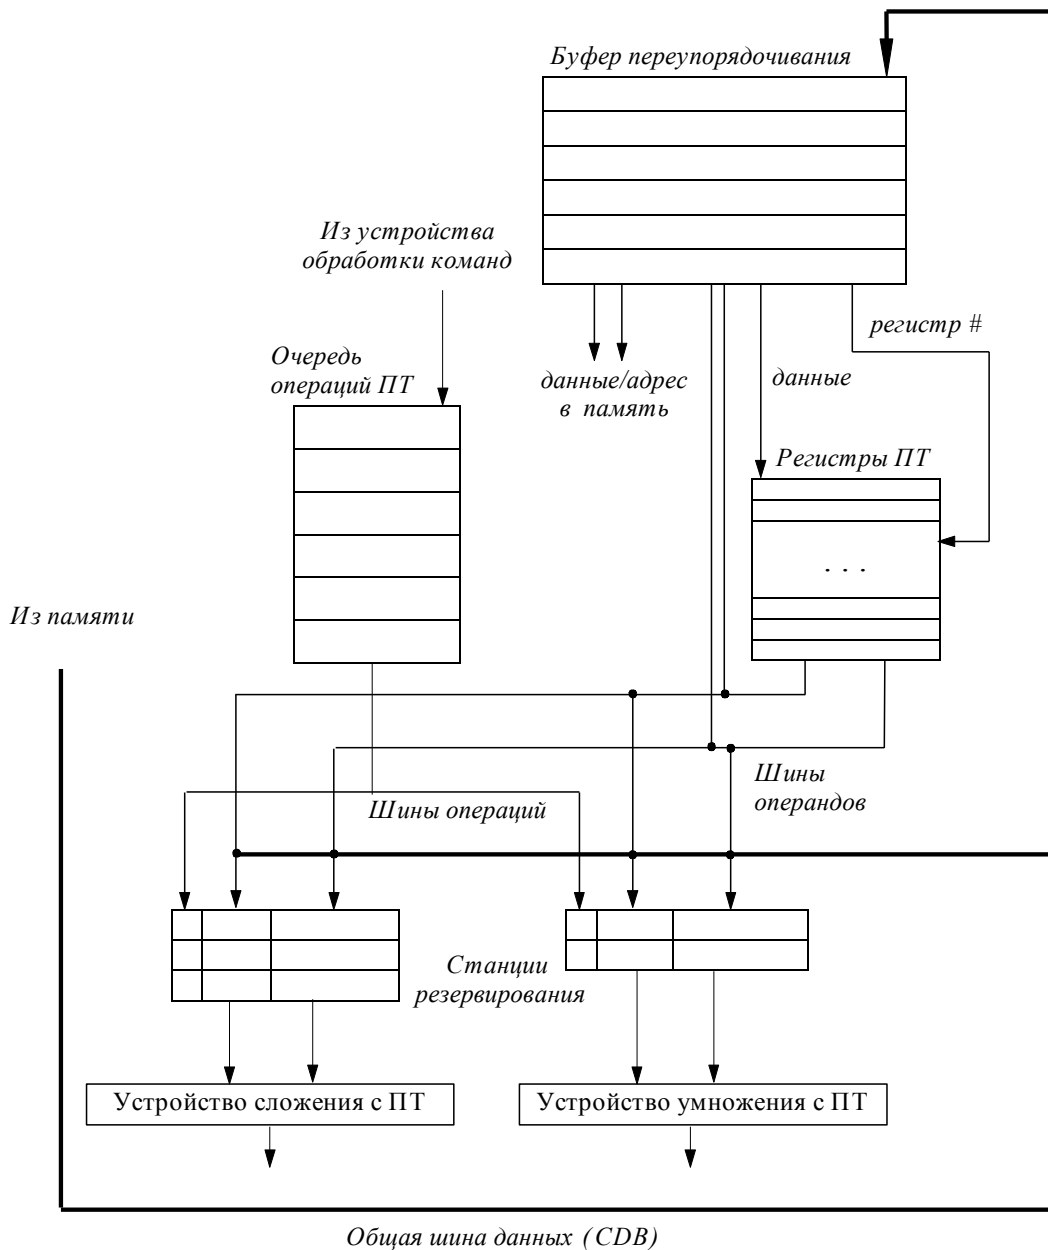 Буфер переупорядочивания
Из устройства
обработки команд
регистр #
Очередь
операций ПТ
данные/адрес
в память
данные
Регистры ПТ
. . .
Из памяти
Шины
операндов
Шины операций
Станции
резервирования
Устройство сложения с ПТ
Устройство умножения с ПТ
Общая шина данных (CDB)